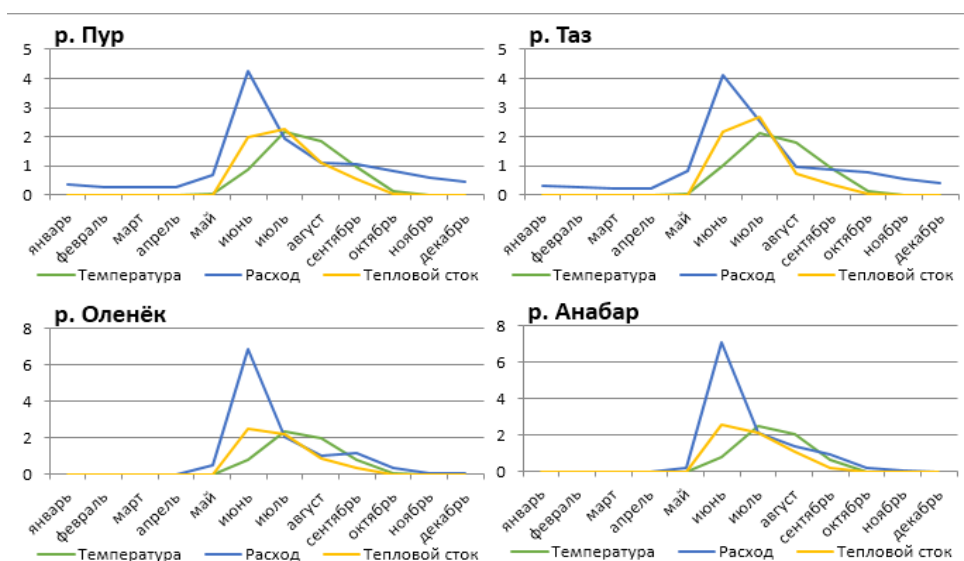 р. Пур
5
4
3
2
1
0
январь
февраль
март
апрель
май
июнь
июль
август
сентябрь
октябрь
ноябрь
декабрь
Температура Расход Тепловой сток
р. Таз
5
4
3
2
1
0
январь
февраль
март
апрель
май
июнь
июль
август
сентябрь
октябрь
ноябрь
декабрь
Температура Расход Тепловой сток
р. Оленёк
8
6
4
2
0
январь
февраль
март
апрель
май
июнь
июль
август
сентябрь
октябрь
ноябрь
декабрь
Температура Расход Тепловой сток
р. Анабар
8
6
4
2
0
январь
февраль
март
апрель
май
июнь
июль
август
сентябрь
октябрь
ноябрь
декабрь
Температура Расход Тепловой сток